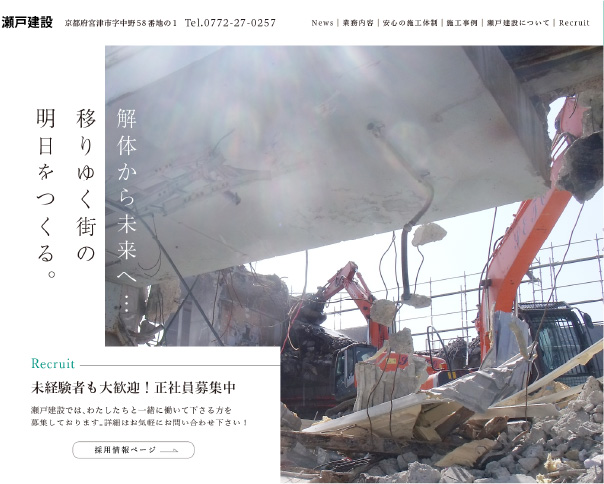 瀬戸建設 京都府宮津市字中野58番地の1 Tel.0772-27-0257
News | 業務内容 | 安心の施工体制 | 施工事例 | 瀬戸建設について | Recruit
解体から未来へ…
移りゆく街の
明日をつくる。
Recruit
未経験者も大歓迎！正社員募集中
瀬戸建設では、わたしたちと一緒に働いて下さる方を
募集しております。詳細はお気軽にお問い合わせ下さい！
採用情報ページ